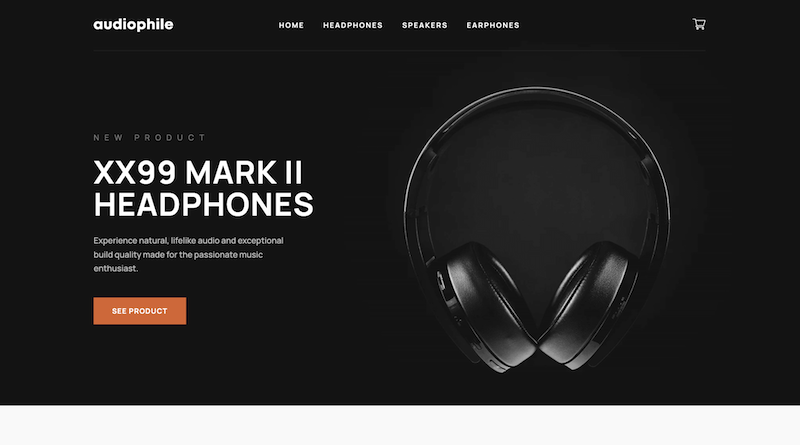 audiophile
HOME HEADPHONES SPEAKERS EARPHONES
NEW PRODUCT
XX99 MARK II
HEADPHONES
Experience natural, lifelike audio and exceptional
build quality made for the passionate music
enthusiast.
SEE PRODUCT